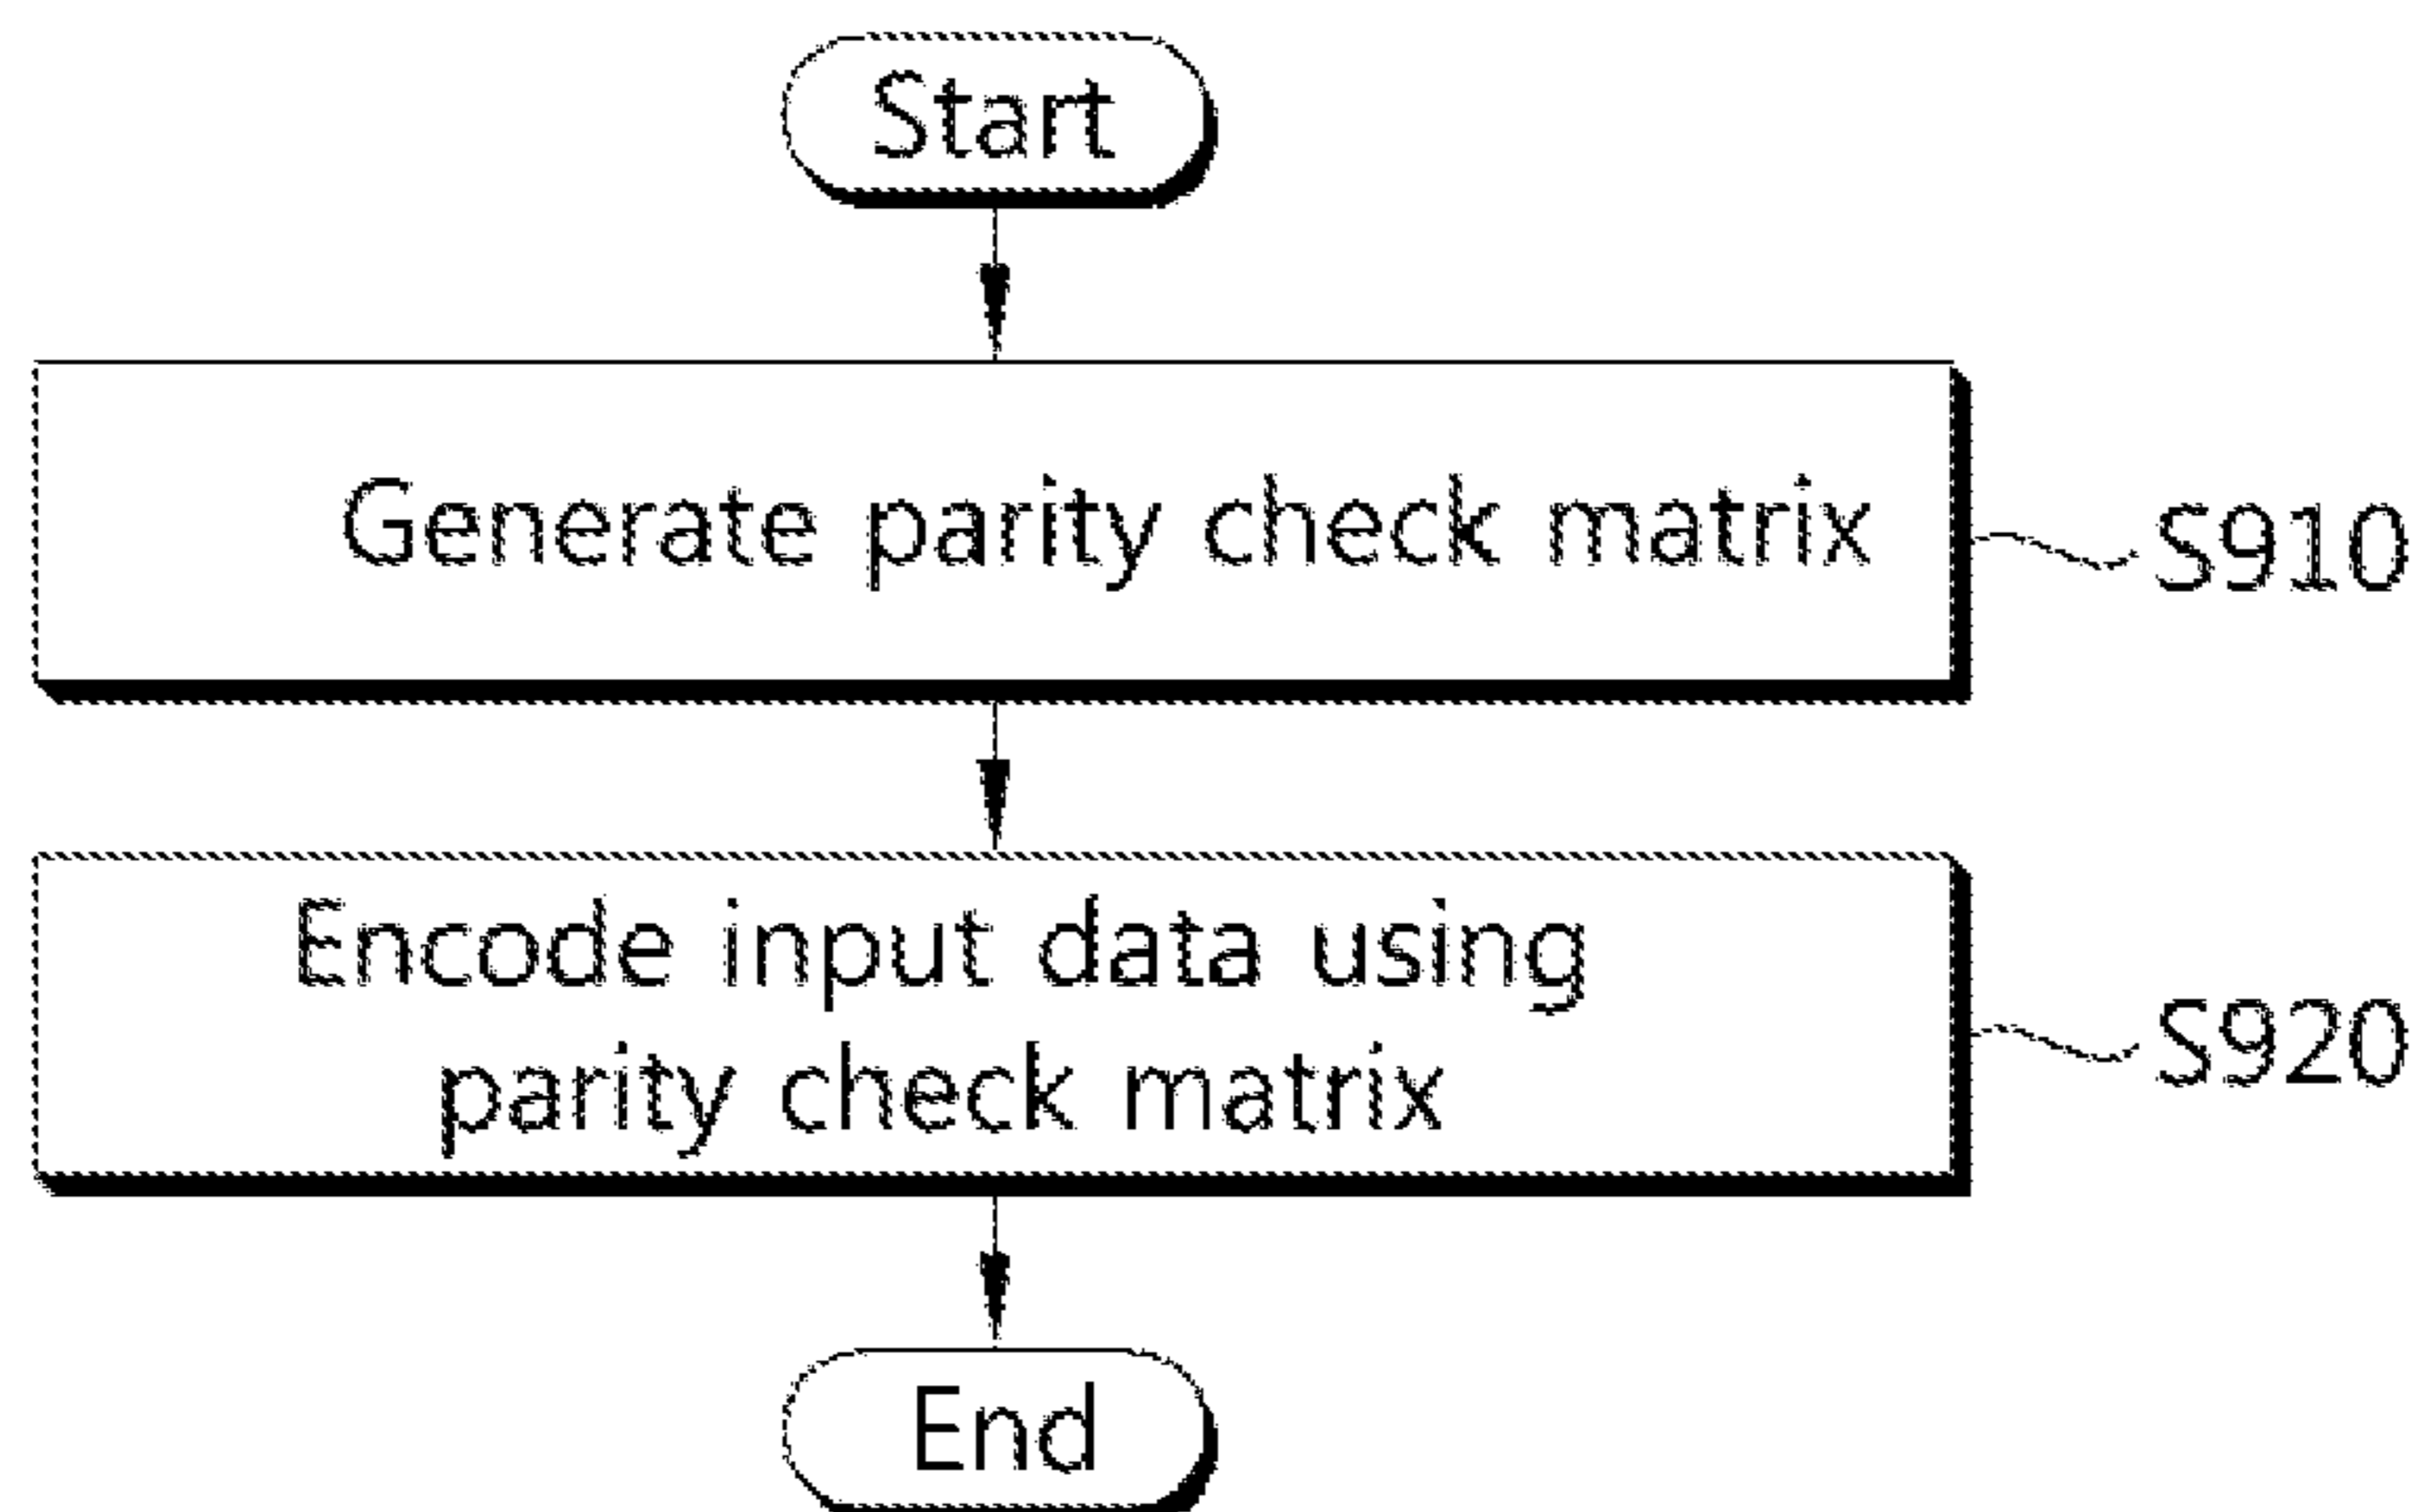 Start
Generate parity check matrix
S910
Encode input data using
parity check matrix
S920
End